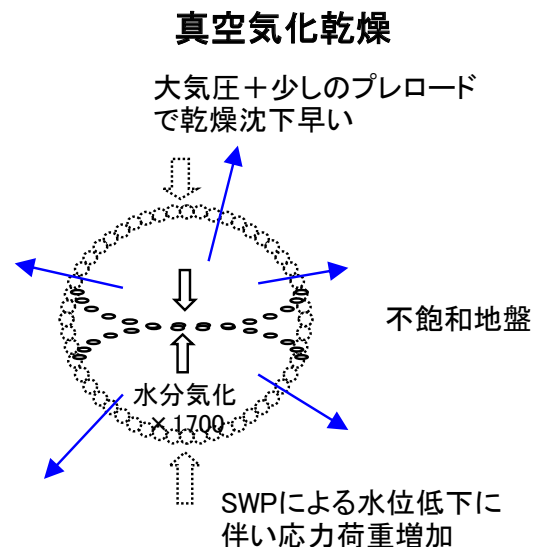 真空気化乾燥
大気圧＋少しのプレロード
で乾燥沈下早い
不飽和地盤
水分気化
×1700
SWPによる水位低下に
伴い応力荷重増加